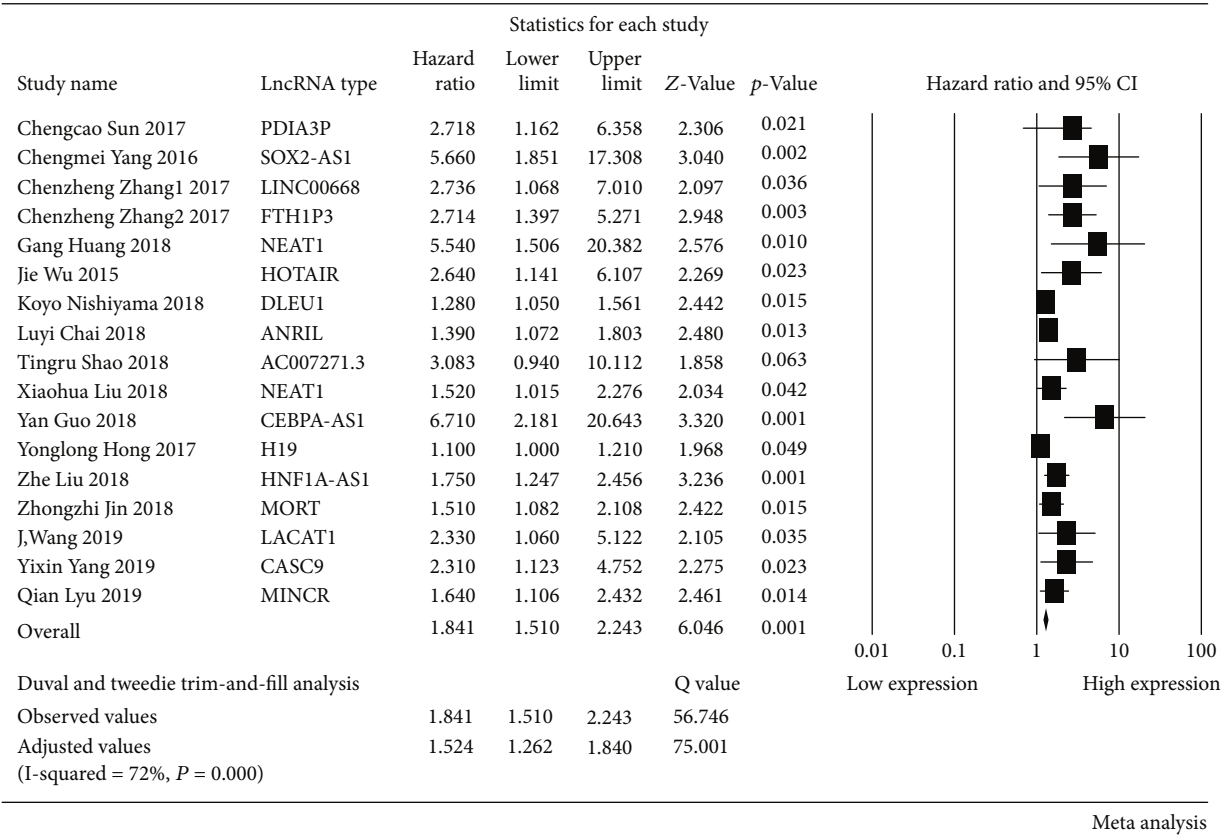 Statistics for each study
Study name LncRNA type Hazard ratio Lower limit Upper limit Z-Value p-Value Hazard ratio and 95% CI
Chengcao Sun 2017 PDIA3P 2.718 1.162 6.358 2.306 0.021
Chengmei Yang 2016 SOX2-AS1 5.660 1.851 17.308 3.040 0.002
Chenzheng Zhang1 2017 LINC00668 2.736 1.068 7.010 2.097 0.036
Chenzheng Zhang2 2017 FTH1P3 2.714 1.397 5.271 2.948 0.003
Gang Huang 2018 NEAT1 5.540 1.506 20.382 2.576 0.010
Jie Wu 2015 HOTAIR 2.640 1.141 6.107 2.269 0.023
Koyo Nishiyama 2018 DLEU1 1.280 1.050 1.561 2.442 0.015
Luyi Chai 2018 ANRIL 1.390 1.072 1.803 2.480 0.013
Tingru Shao 2018 AC007271.3 3.083 0.940 10.112 1.858 0.063
Xiaohua Liu 2018 NEAT1 1.520 1.015 2.276 2.034 0.042
Yan Guo 2018 CEBPA-AS1 6.710 2.181 20.643 3.320 0.001
Yonglong Hong 2017 H19 1.100 1.000 1.210 1.968 0.049
Zhe Liu 2018 HNF1A-AS1 1.750 1.247 2.456 3.236 0.001
Zhongzhi Jin 2018 MORT 1.510 1.082 2.108 2.422 0.015
J,Wang 2019 LACAT1 2.330 1.060 5.122 2.105 0.035
Yixin Yang 2019 CASC9 2.310 1.123 4.752 2.275 0.023
Qian Lyu 2019 MINCR 1.640 1.106 2.432 2.461 0.014
Overall 1.841 1.510 2.243 6.046 0.001
0.01 0.1 1 10 100
Duval and tweedie trim-and-fill analysis Q value Low expression High expression
Observed values 1.841 1.510 2.243 56.746
Adjusted values 1.524 1.262 1.840 75.001
(I-squared = 72%, P = 0.000)
Meta analysis